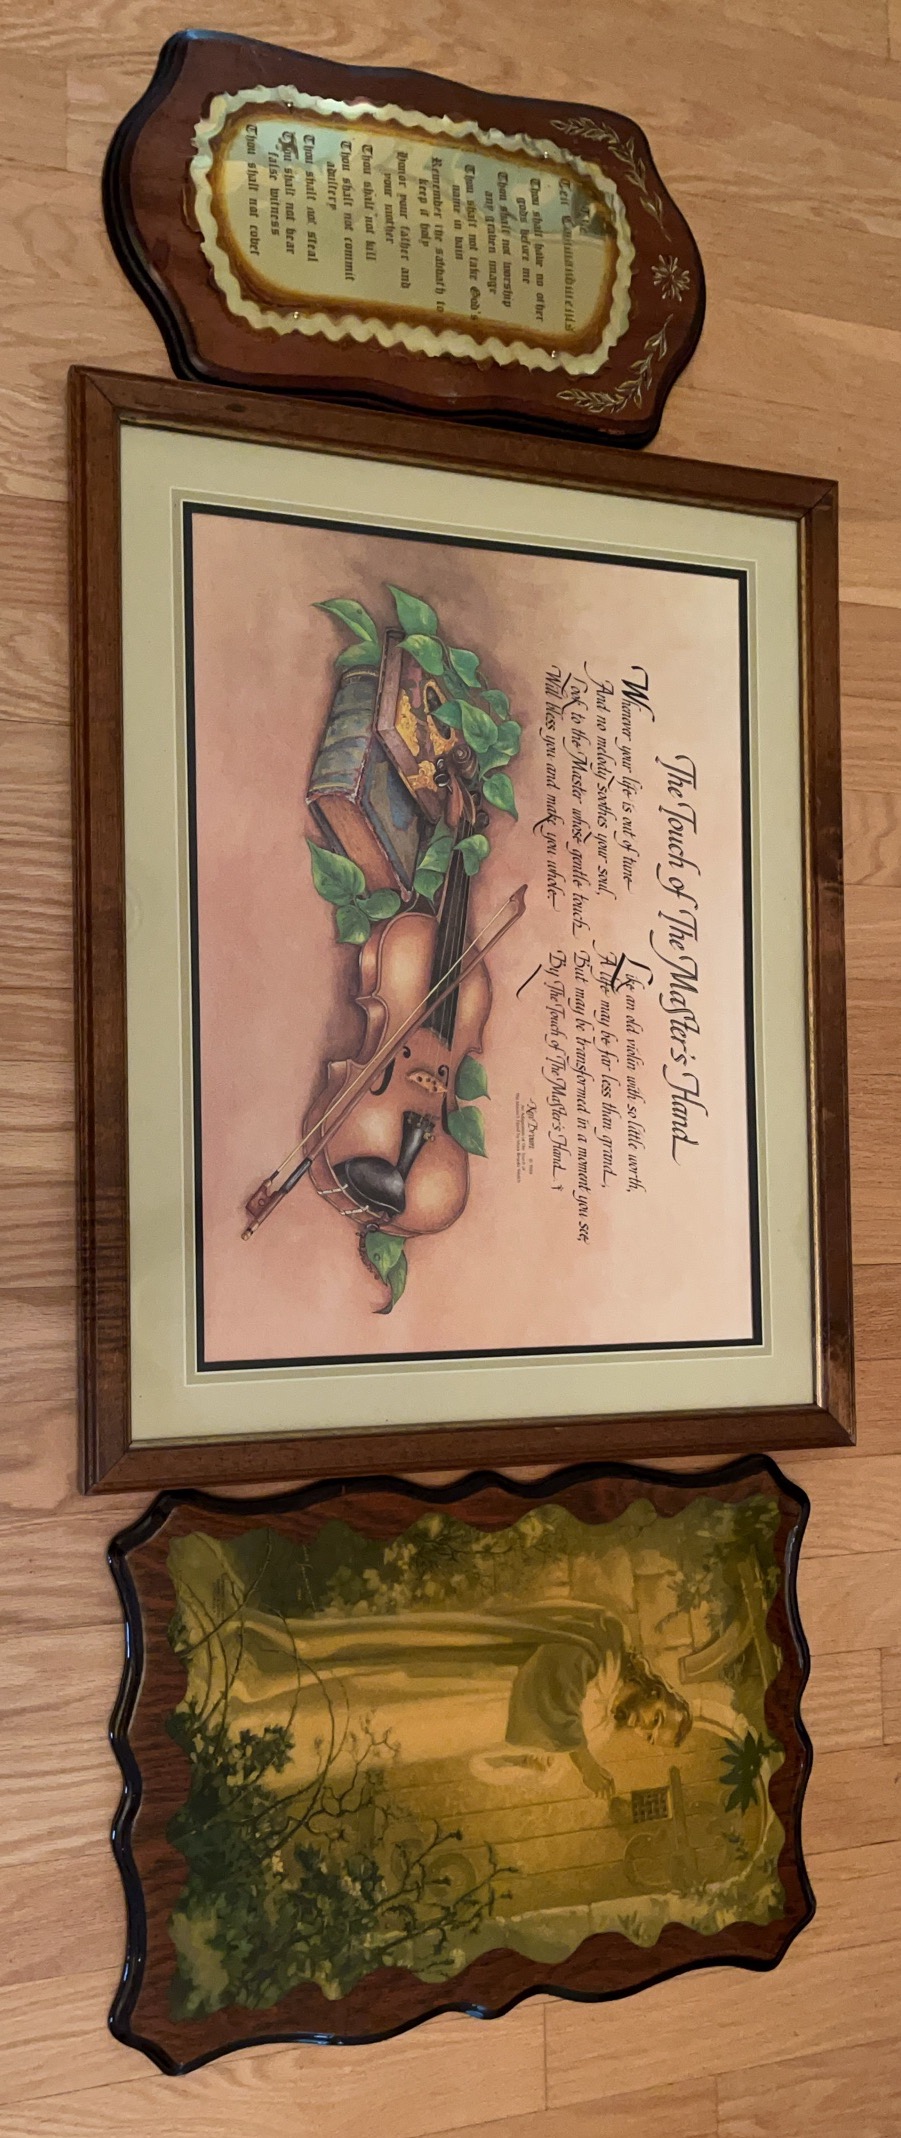 The
Ten Commandments
Thou shalt have no other
gods before me
Thou shalt not worship
any graven image
Thou shalt not take God's
name in vain
Remember the sabbath to
keep it holy
Honor your father and
your mother
Thou shalt not kill
Thou shalt not commit
adultery
Thou shalt not steal
Thou shalt not bear
false witness
Thou shalt not covet
The Touch of The Master's Hand
Whenever your life is out of tune
And no melody soothes your soul,
Look to the Master whose gentle touch
Will bless you and make you whole
Like an old violin with so little worth,
A life may be far less than grand,
But may be transformed in a moment you see,
By The Touch of The Master's Hand
-Ken Brown